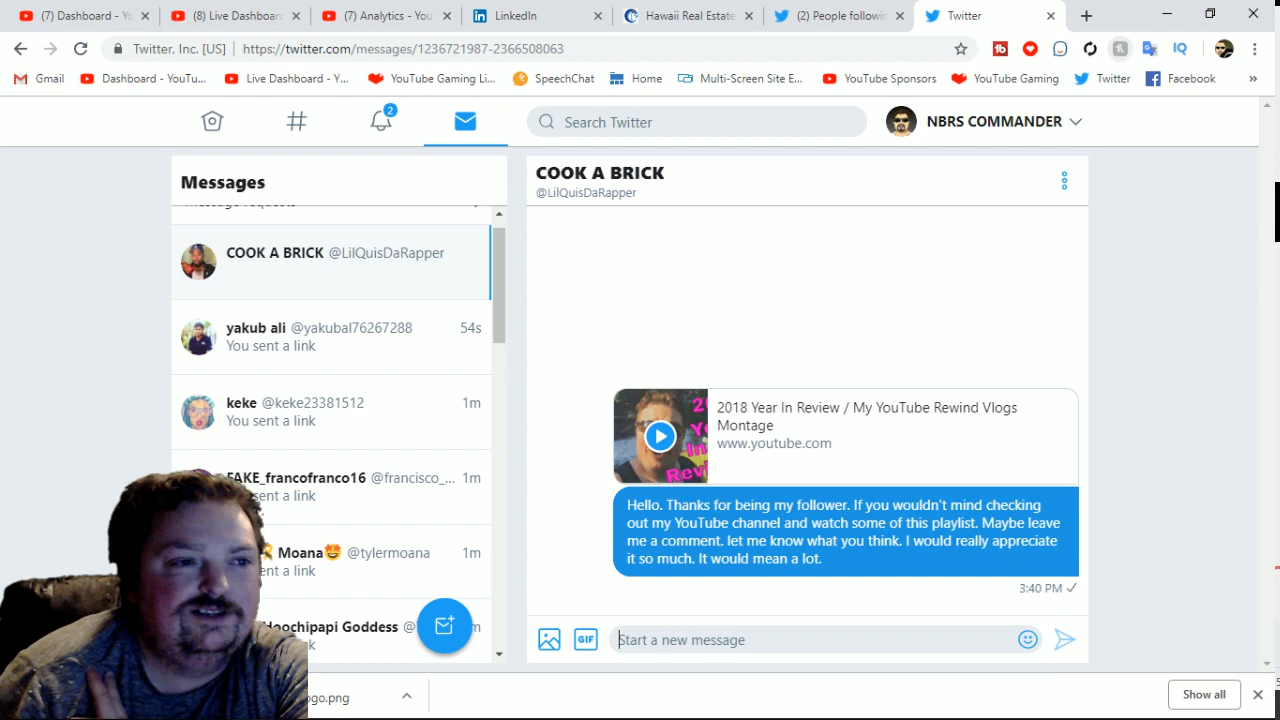 (7) Dashboard - Yo
(8) Live Dashboard
(7) Analytics - You
LinkedIn
Hawaii Real Estate
(2) People followin
Twitter
Twitter, Inc. [US]
https://twitter.com/messages/1236721987-2366508063
Gmail
Dashboard - YouTu...
Live Dashboard - Y...
YouTube Gaming Li...
SpeechChat
Home
Multi-Screen Site E...
YouTube Sponsors
YouTube Gaming
Twitter
Facebook
»
2
Search Twitter
NBRS COMMANDER
Messages
COOK A BRICK
@LilQuisDaRapper
COOK A BRICK @LilQuisDaRapper
yakub ali @yakubal76267288 54s
You sent a link
keke @keke23381512 1m
You sent a link
FAKE_francofranco16 @francisco_... 1m
sent a link
Moana @tylermoana 1m
a link
Goddess
2018 Year In Review / My YouTube Rewind Vlogs
Montage
www.youtube.com
Hello. Thanks for being my follower. If you wouldn't mind checking
out my YouTube channel and watch some of this playlist. Maybe leave
me a comment. let me know what you think. I would really appreciate
it so much. It would mean a lot.
3:40 PM
GIF
Start a new message
ogo.png
Show all